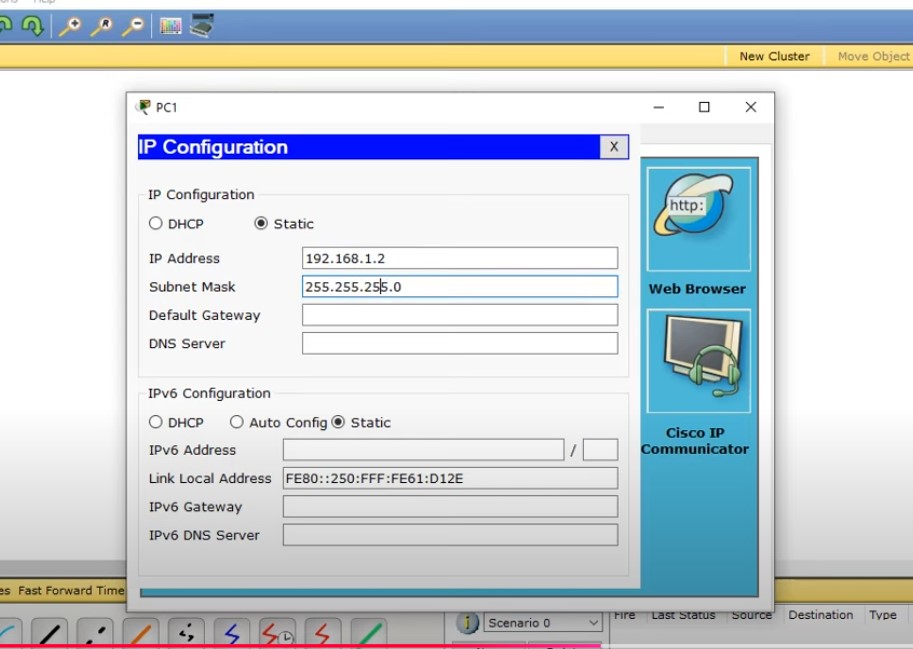 Help
New Cluster Move Object
PC1
IP Configuration X
IP Configuration
DHCP Static
IP Address 192.168.1.2
Subnet Mask 255.255.255.0
Default Gateway
DNS Server
http:
Web Browser
IPv6 Configuration
DHCP Auto Config Static
IPv6 Address /
Link Local Address FE80::250:FFF:FE61:D12E
IPv6 Gateway
IPv6 DNS Server
Cisco IP
Communicator
es Fast Forward Time
Scenario 0
Fire Last Status Source Destination Type